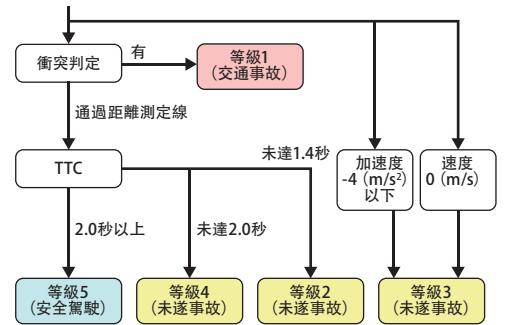 衝突判定
有
等級1
（交通事故）
通過距離測定線
TTC
未達1.4秒
加速度
-4（m/s²）
以下
速度
0（m/s）
2.0秒以上
未達2.0秒
等級5
（安全駕駛）
等級4
（未遂事故）
等級2
（未遂事故）
等級3
（未遂事故）